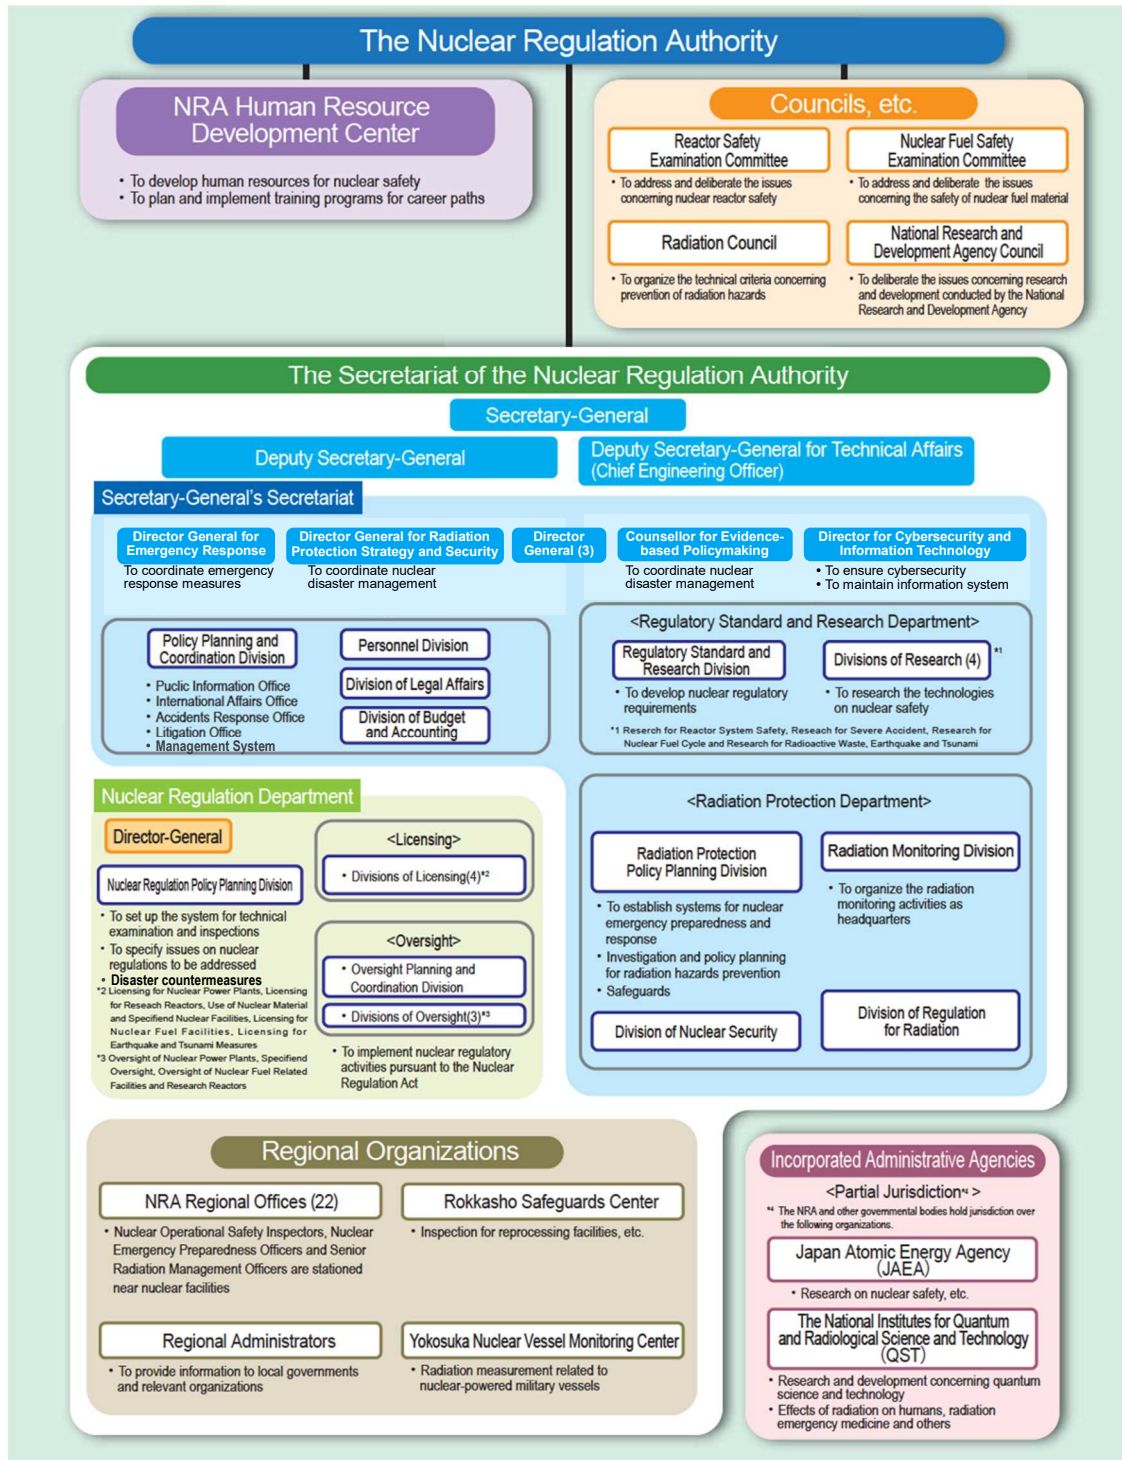 The Nuclear Regulation Authority
NRA Human Resource
Development Center
• To develop human resources for nuclear safety
• To plan and implement training programs for career paths
Councils, etc.
Reactor Safety
Examination Committee
• To address and deliberate the issues
concerning nuclear reactor safety
Nuclear Fuel Safety
Examination Committee
• To address and deliberate the issues
concerning the safety of nuclear fuel material
Radiation Council
• To organize the technical criteria concerning
prevention of radiation hazards
National Research and
Development Agency Council
• To deliberate the issues concerning research
and development conducted by the National
Research and Development Agency
The Secretariat of the Nuclear Regulation Authority
Secretary-General
Deputy Secretary-General
Deputy Secretary-General for Technical Affairs
(Chief Engineering Officer)
Secretary-General's Secretariat
Director General for
Emergency Response
To coordinate emergency
response measures
Director General for Radiation
Protection Strategy and Security
To coordinate nuclear
disaster management
Director
General (3)
Counsellor for Evidence-
based Policymaking
To coordinate nuclear
disaster management
Director for Cybersecurity and
Information Technology
• To ensure cybersecurity
• To maintain information system
Policy Planning and
Coordination Division
• Puclic Information Office
• International Affairs Office
• Accidents Response Office
• Litigation Office
• Management System
Personnel Division
Division of Legal Affairs
Division of Budget
and Accounting
<Regulatory Standard and Research Department>
Regulatory Standard and
Research Division
• To develop nuclear regulatory
requirements
Divisions of Research (4) *1
• To research the technologies
on nuclear safety
*1 Reserch for Reactor System Safety, Reseach for Severe Accident, Research for
Nuclear Fuel Cycle and Research for Radioactive Waste, Earthquake and Tsunami
Nuclear Regulation Department
Director-General
Nuclear Regulation Policy Planning Division
• To set up the system for technical
examination and inspections
• To specify issues on nuclear
regulations to be addressed
• Disaster countermeasures
*2 Licensing for Nuclear Power Plants, Licensing
for Reseach Reactors, Use of Nuclear Material
and Specifiend Nuclear Facilities, Licensing for
Nuclear Fuel Facilities, Licensing for
Earthquake and Tsunami Measures
*3 Oversight of Nuclear Power Plants, Specifiend
Oversight, Oversight of Nuclear Fuel Related
Facilities and Research Reactors
<Licensing>
• Divisions of Licensing(4)*2
<Oversight>
• Oversight Planning and
Coordination Division
• Divisions of Oversight(3)*3
• To implement nuclear regulatory
activities pursuant to the Nuclear
Regulation Act
<Radiation Protection Department>
Radiation Protection
Policy Planning Division
• To establish systems for nuclear
emergency preparedness and
response
• Investigation and policy planning
for radiation hazards prevention
• Safeguards
Division of Nuclear Security
Radiation Monitoring Division
• To organize the radiation
monitoring activities as
headquarters
Division of Regulation
for Radiation
Regional Organizations
NRA Regional Offices (22)
• Nuclear Operational Safety Inspectors, Nuclear
Emergency Preparedness Officers and Senior
Radiation Management Officers are stationed
near nuclear facilities
Rokkasho Safeguards Center
• Inspection for reprocessing facilities, etc.
Regional Administrators
• To provide information to local governments
and relevant organizations
Yokosuka Nuclear Vessel Monitoring Center
• Radiation measurement related to
nuclear-powered military vessels
Incorporated Administrative Agencies
<Partial Jurisdiction*4 >
*4 The NRA and other governmental bodies hold jurisdiction over
the following organizations.
Japan Atomic Energy Agency
(JAEA)
• Research on nuclear safety, etc.
The National Institutes for Quantum
and Radiological Science and Technology
(QST)
• Research and development concerning quantum
science and technology
• Effects of radiation on humans, radiation
emergency medicine and others